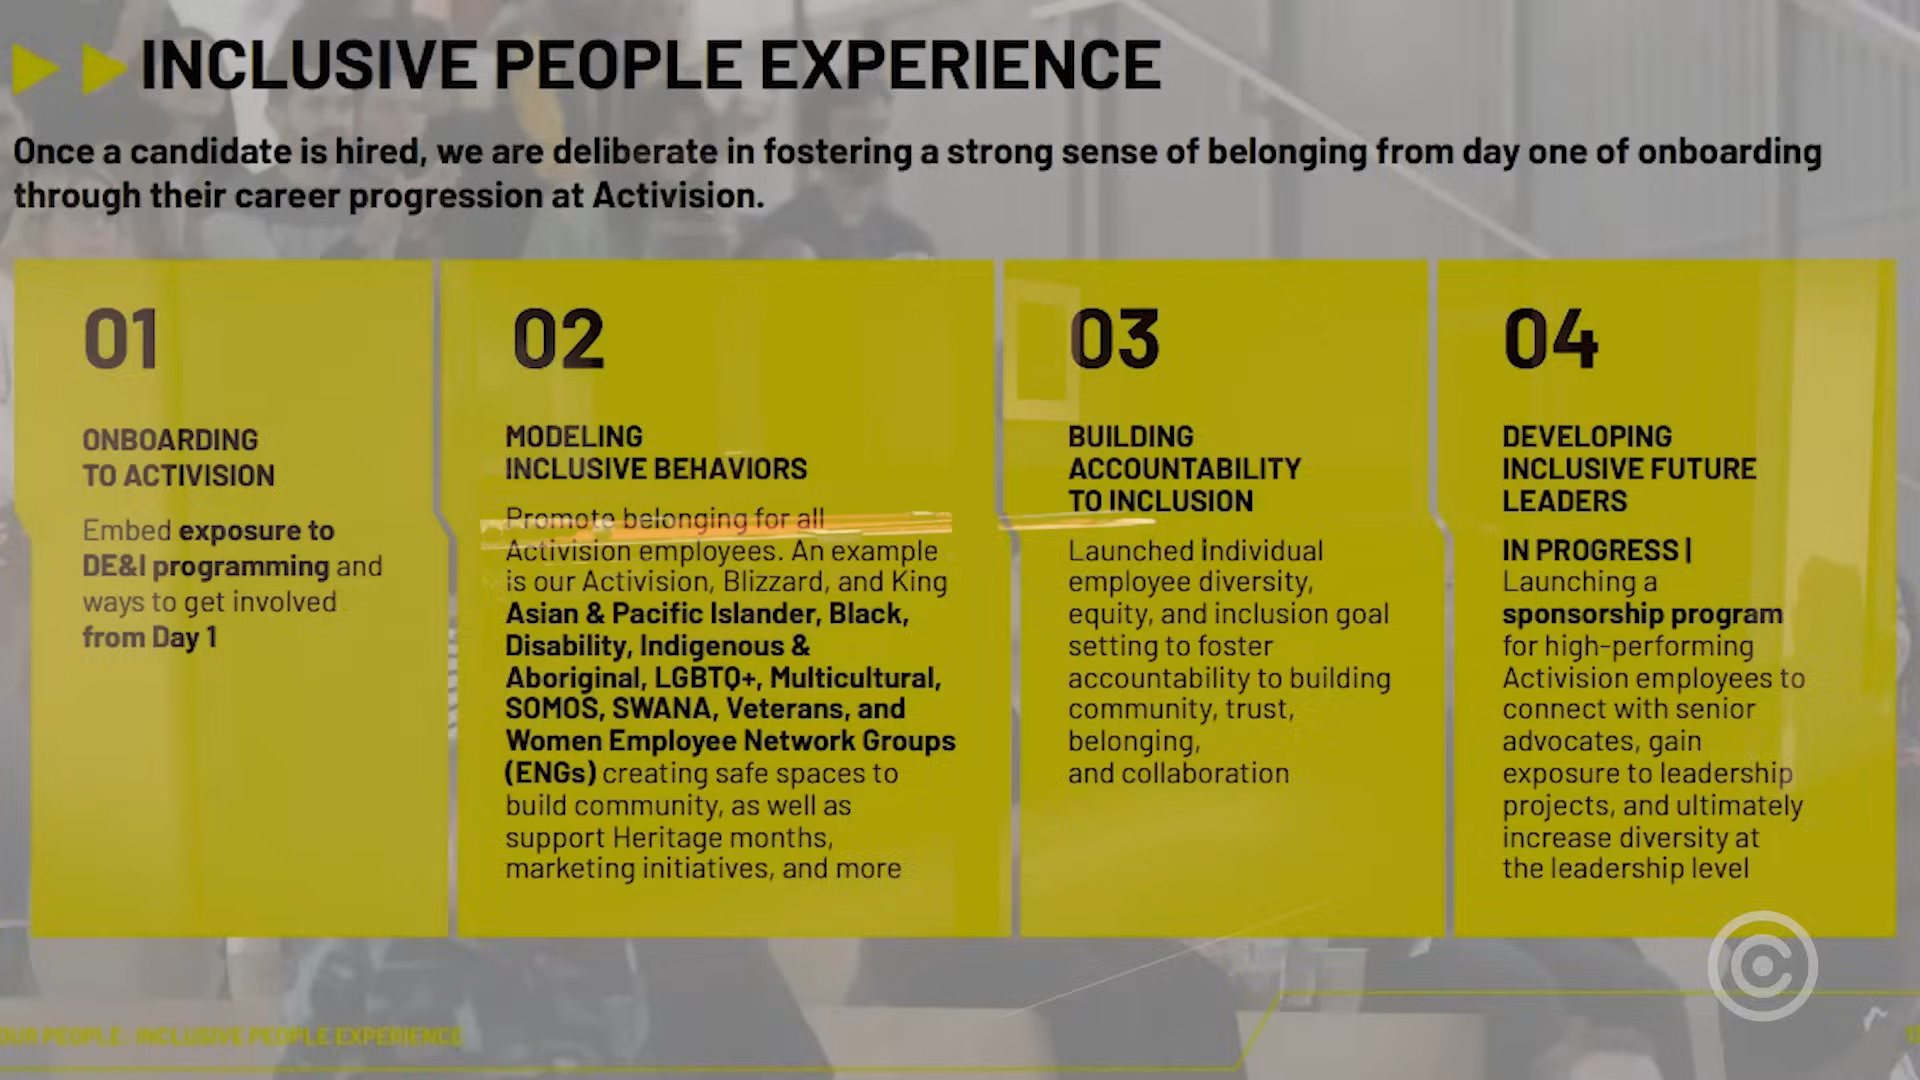 INCLUSIVE PEOPLE EXPERIENCE
Once a candidate is hired, we are deliberate in fostering a strong sense of belonging from day one of onboarding
through their career progression at Activision.
01
ONBOARDING
TO ACTIVISION
Embed exposure to
DE&I programming and
ways to get involved
from Day 1
02
MODELING
INCLUSIVE BEHAVIORS
Promote belonging for all
Activision employees. An example
is our Activision, Blizzard, and King
Asian & Pacific Islander, Black,
Disability, Indigenous &
Aboriginal, LGBTQ+, Multicultural,
SOMOS, SWANA, Veterans, and
Women Employee Network Groups
(ENGs) creating safe spaces to
build community, as well as
support Heritage months,
marketing initiatives, and more
03
BUILDING
ACCOUNTABILITY
TO INCLUSION
Launched individual
employee diversity,
equity, and inclusion goal
setting to foster
accountability to building
community, trust,
belonging,
and collaboration
04
DEVELOPING
INCLUSIVE FUTURE
LEADERS
IN PROGRESS |
Launching a
sponsorship program
for high-performing
Activision employees to
connect with senior
advocates, gain
exposure to leadership
projects, and ultimately
increase diversity at
the leadership level
OUR PEOPLE: INCLUSIVE PEOPLE EXPERIENCE